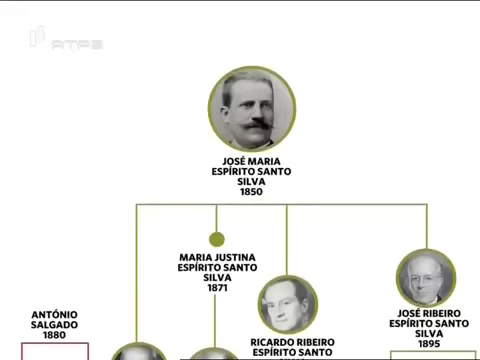 RTP2
JOSÉ MARIA
ESPÍRITO SANTO
SILVA
1850
MARIA JUSTINA
ESPÍRITO SANTO
SILVA
1871
ANTÓNIO
SALGADO
1880
RICARDO RIBEIRO
ESPÍRITO SANTO
JOSÉ RIBEIRO
ESPÍRITO SANTO
SILVA
1895